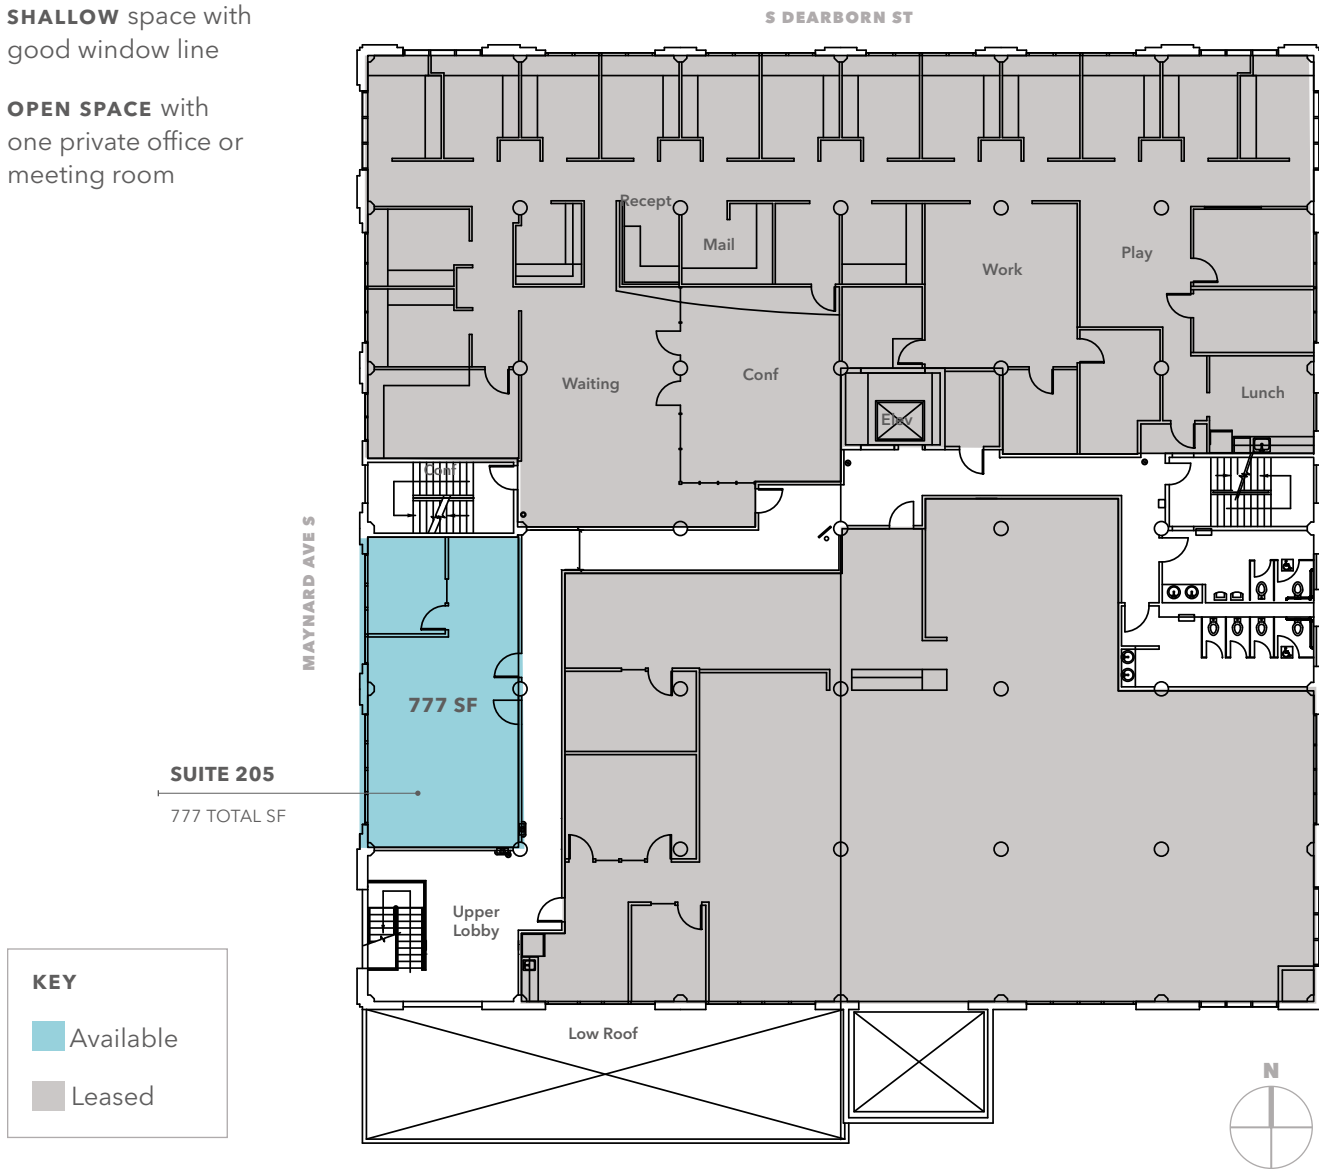 SHALLOW space with
good window line
OPEN SPACE with
one private office or
meeting room
S DEARBORN ST
Recept
Mail
Work
Play
Waiting
Conf
Elev
Lunch
Conf
MAYNARD AVE S
777 SF
SUITE 205
777 TOTAL SF
Upper
Lobby
Low Roof
KEY
Available
Leased
N